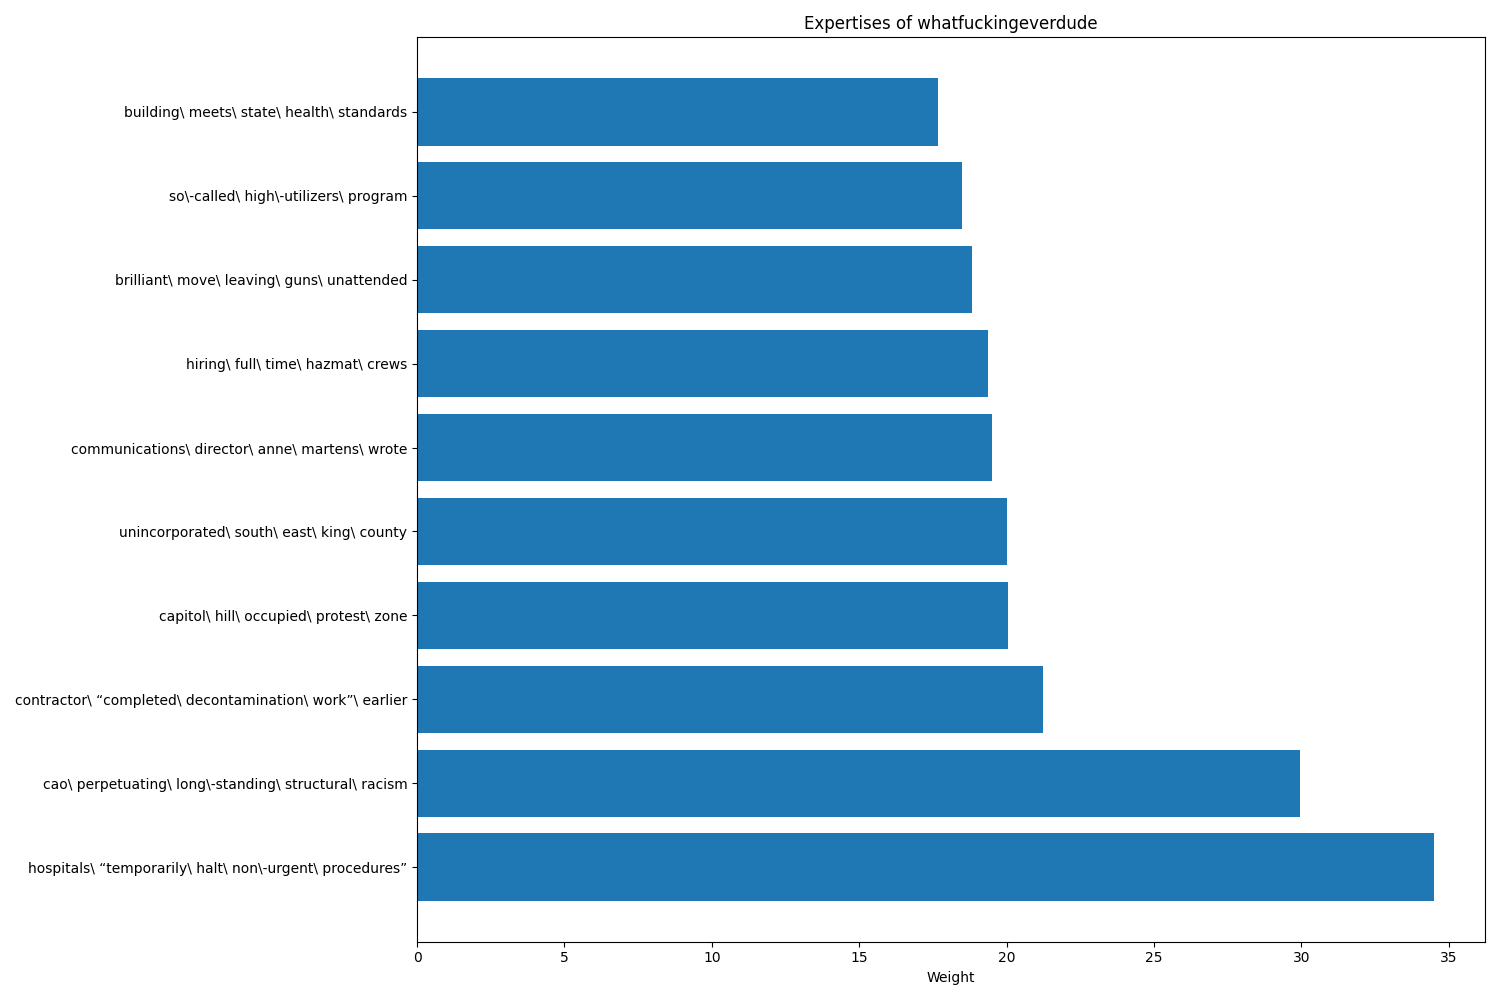 Expertises of whatfuckingeverdude
building\ meets\ state\ health\ standards
so\-called\ high\-utilizers\ program
brilliant\ move\ leaving\ guns\ unattended
hiring\ full\ time\ hazmat\ crews
communications\ director\ anne\ martens\ wrote
unincorporated\ south\ east\ king\ county
capitol\ hill\ occupied\ protest\ zone
contractor\ “completed\ decontamination\ work”\ earlier
cao\ perpetuating\ long\-standing\ structural\ racism
hospitals\ “temporarily\ halt\ non\-urgent\ procedures”
0 5 10 15 20 25 30 35
Weight